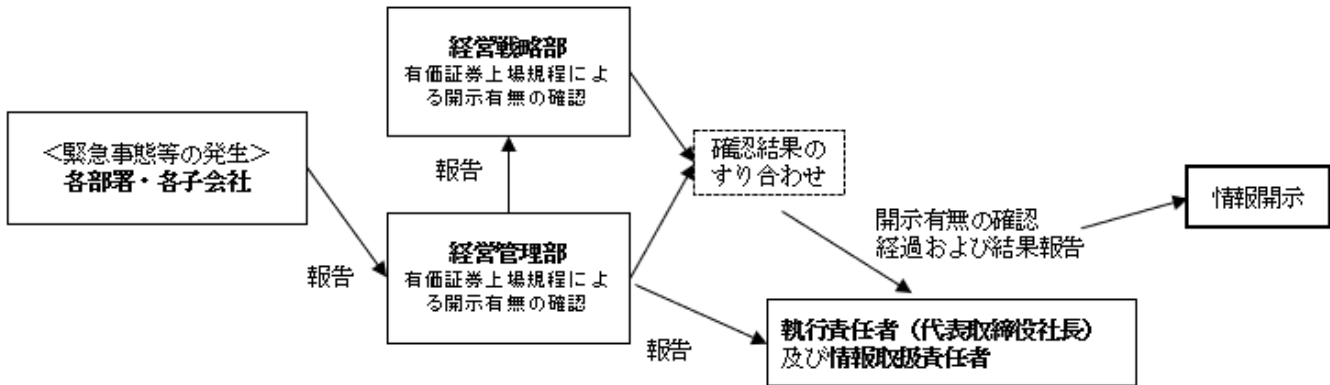 経営戦略部
有価証券上場規程によ
る開示有無の確認
＜緊急事態等の発生＞
各部署・各子会社
報告
確認結果の
すり合わせ
情報開示
開示有無の確認
経過および結果報告
報告
経営管理部
有価証券上場規程によ
る開示有無の確認
報告
執行責任者（代表取締役社長）
及び情報取扱責任者